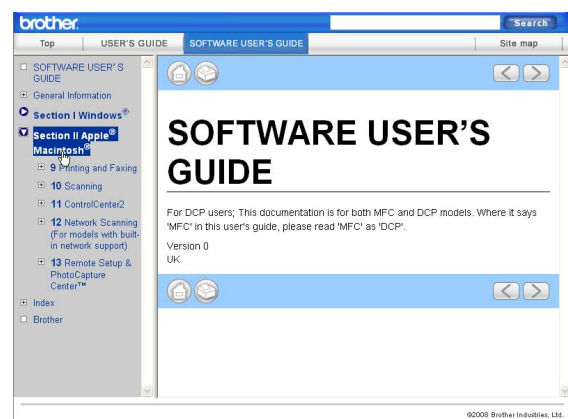 brother.
Search
Top USER'S GUIDE SOFTWARE USER'S GUIDE Site map
SOFTWARE USER'S
GUIDE
General Information
Section I Windows®
Section II Apple®
Macintosh®
9 Printing and Faxing
10 Scanning
11 ControlCenter2
12 Network Scanning
(For models with built-
in network support)
13 Remote Setup &
PhotoCapture
Center™
Index
Brother
SOFTWARE USER'S
GUIDE
For DCP users; This documentation is for both MFC and DCP models. Where it says
'MFC' in this user's guide, please read 'MFC' as 'DCP'.
Version 0
UK
©2008 Brother Industries, Ltd.